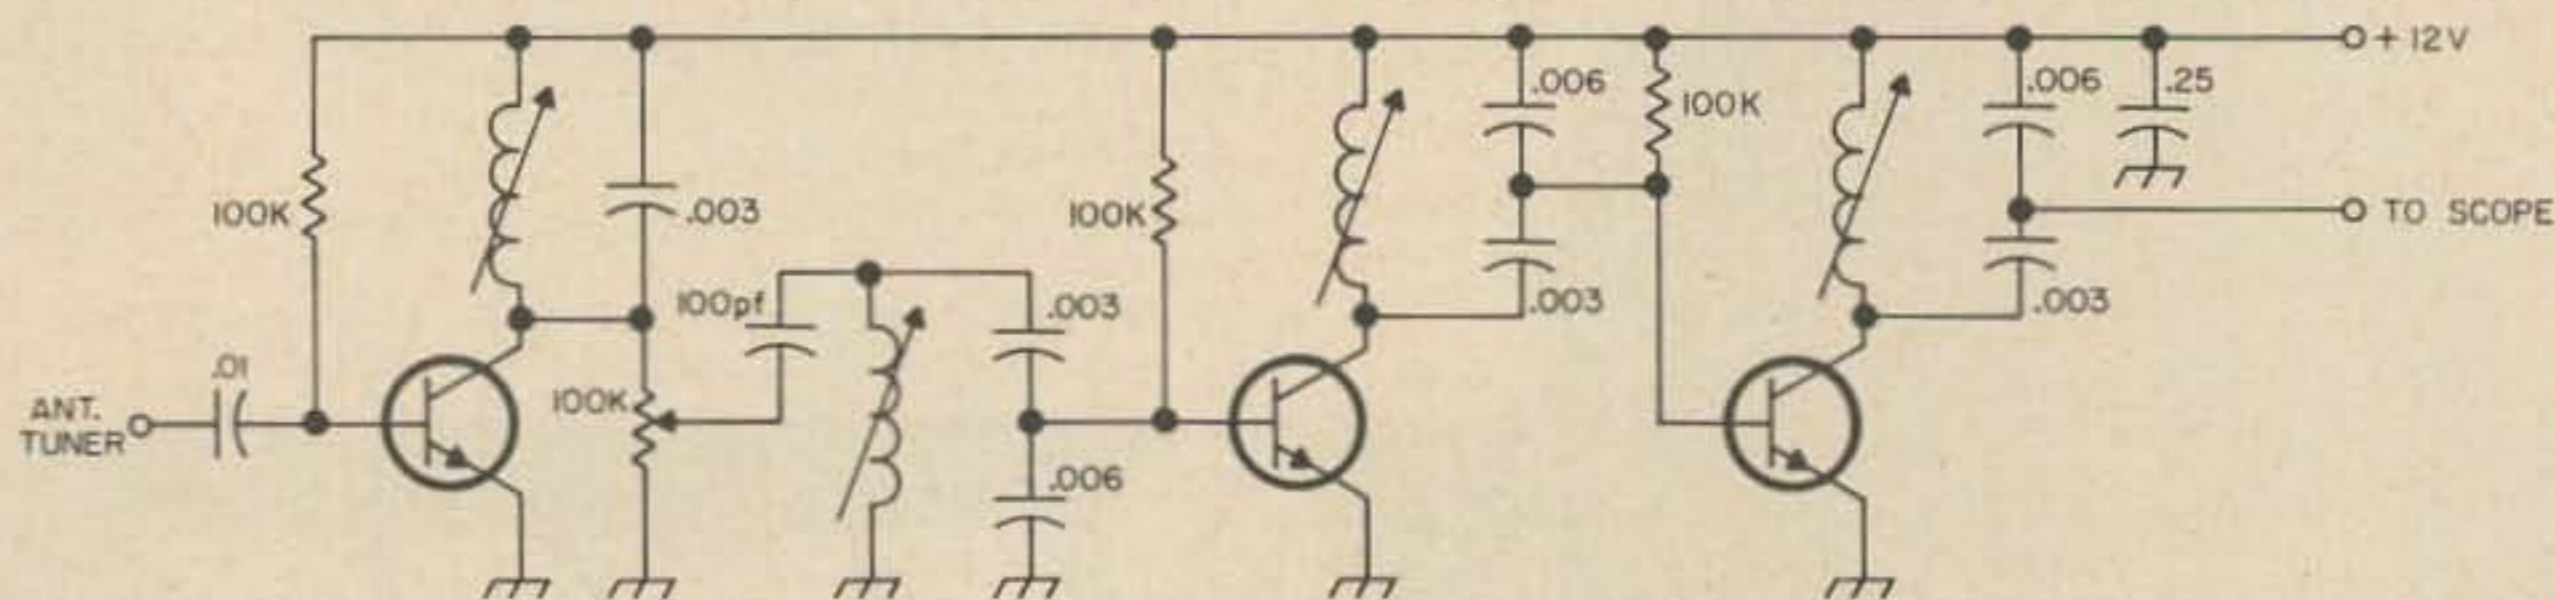 +12V
.006
.006
.25
100K
100K
.003
100K
TO SCOPE
100pf
.003
.003
.003
.01
ANT.
TUNER
100K
.006